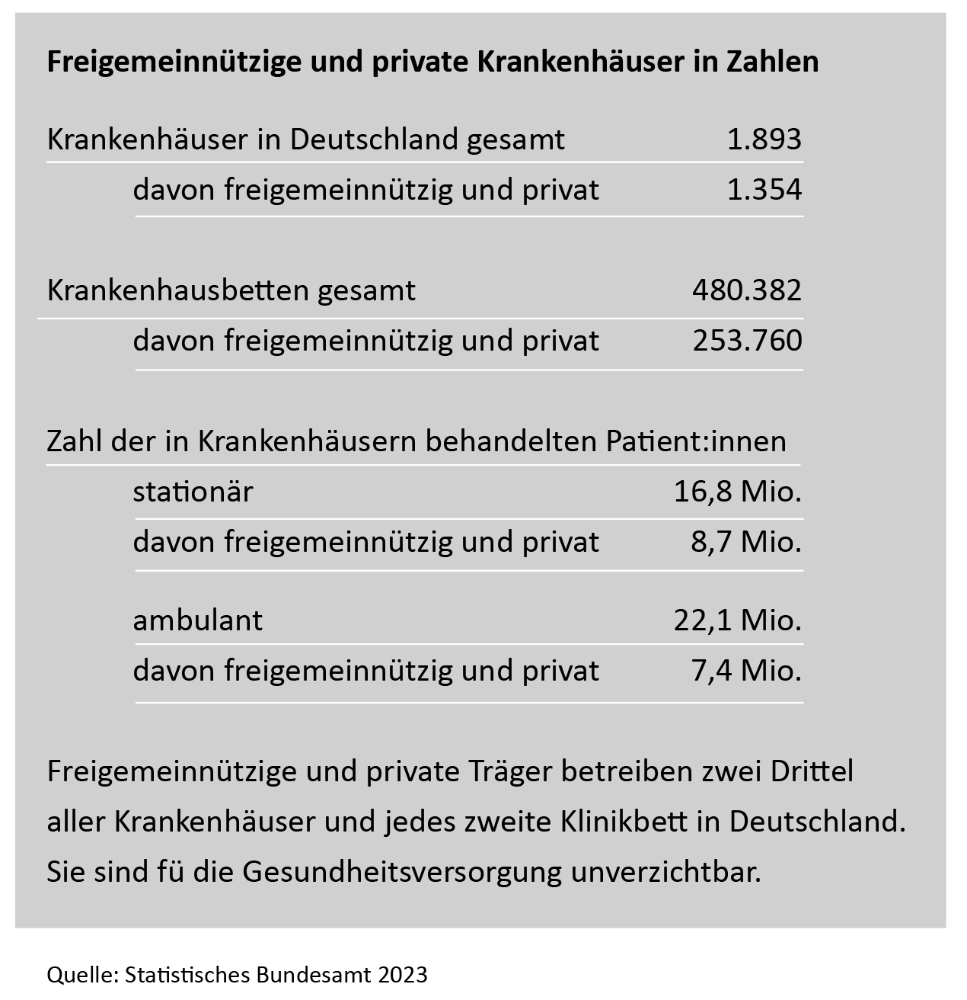 Freigemeinnützige und private Krankenhäuser in Zahlen
Krankenhäuser in Deutschland gesamt 1.893
davon freigemeinnützig und privat 1.354
Krankenhausbetten gesamt 480.382
davon freigemeinnützig und privat 253.760
Zahl der in Krankenhäusern behandelten Patient:innen
stationär 16,8 Mio.
davon freigemeinnützig und privat 8,7 Mio.
ambulant 22,1 Mio.
davon freigemeinnützig und privat 7,4 Mio.
Freigemeinnützige und private Träger betreiben zwei Drittel
aller Krankenhäuser und jedes zweite Klinikbett in Deutschland.
Sie sind fü die Gesundheitsversorgung unverzichtbar.
Quelle: Statistisches Bundesamt 2023